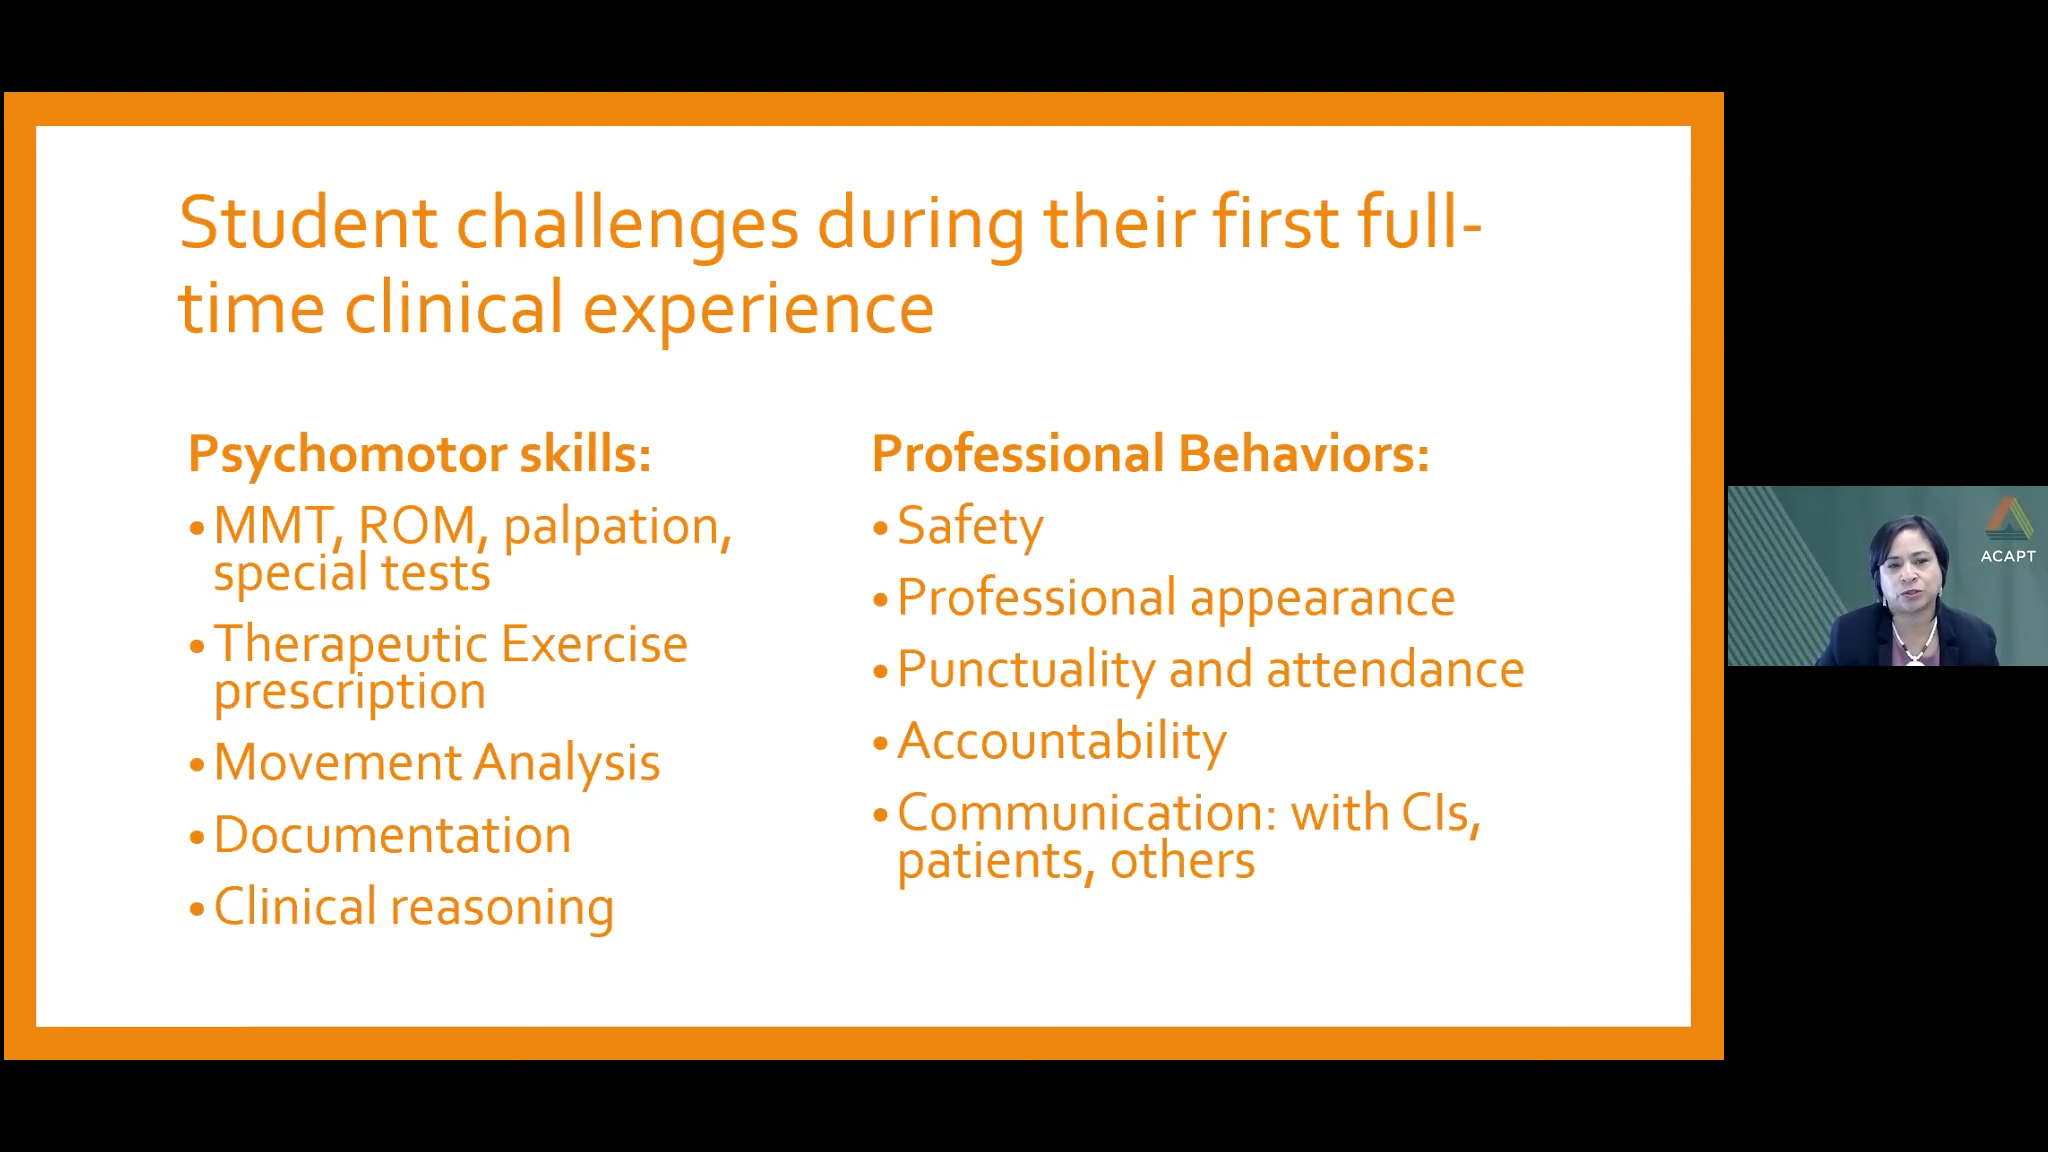 Student challenges during their first full-
time clinical experience
Psychomotor skills:
•MMT, ROM, palpation,
special tests
•Therapeutic Exercise
prescription
•Movement Analysis
•Documentation
•Clinical reasoning
Professional Behaviors:
•Safety
•Professional appearance
•Punctuality and attendance
•Accountability
•Communication: with CIs,
patients, others
ACAPT